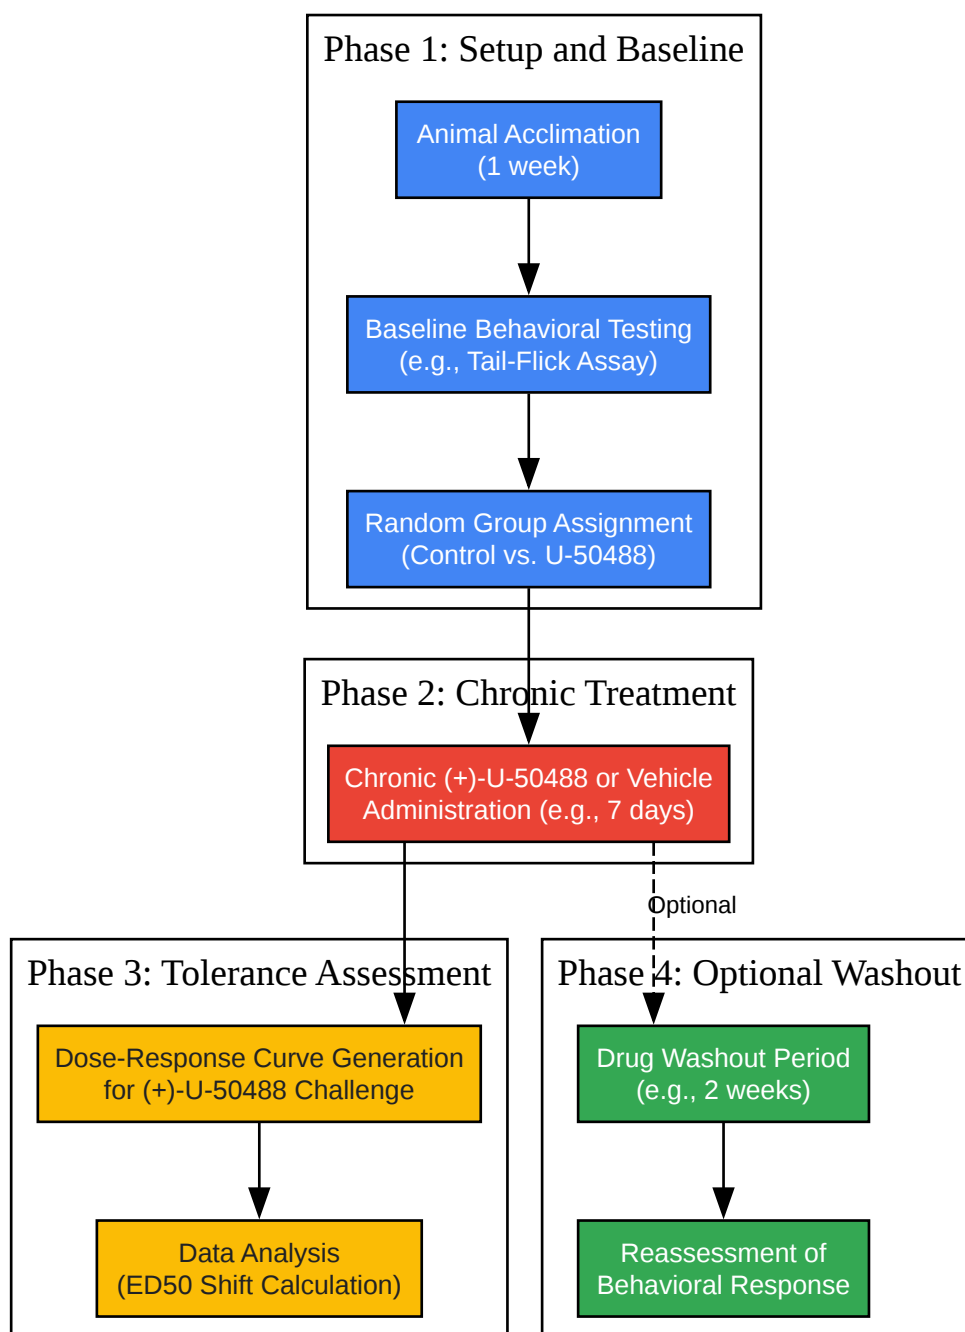 Phase 1: Setup and Baseline
Animal Acclimation
(1 week)
Baseline Behavioral Testing
(e.g., Tail-Flick Assay)
Random Group Assignment
(Control vs. U-50488)
Phase 2: Chronic Treatment
Chronic (+)-U-50488 or Vehicle
Administration (e.g., 7 days)
Optional
Phase 3: Tolerance Assessment
Dose-Response Curve Generation
for (+)-U-50488 Challenge
Data Analysis
(ED50 Shift Calculation)
Phase 4: Optional Washout
Drug Washout Period
(e.g., 2 weeks)
Reassessment of
Behavioral Response